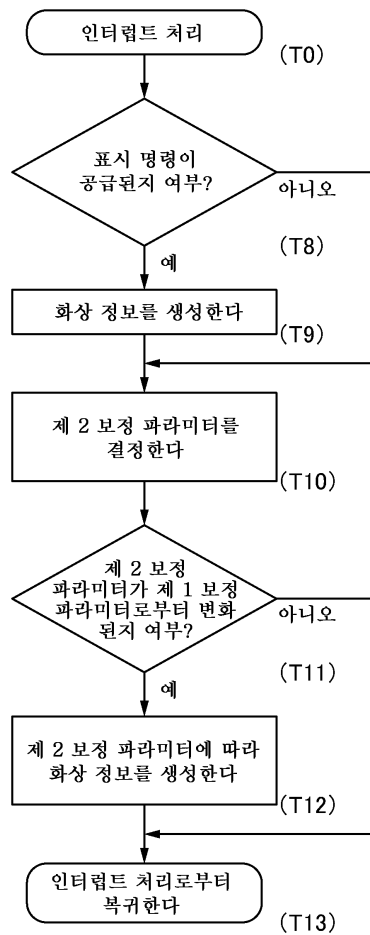 인터럽트 처리
(T0)
표시 명령이
공급된지 여부?
아니오
(T8)
예
화상 정보를 생성한다
(T9)
제 2 보정 파라미터를
결정한다
(T10)
제 2 보정
파라미터가 제 1 보정
파라미터로부터 변화
된지 여부?
아니오
(T11)
예
제 2 보정 파라미터에 따라
화상 정보를 생성한다
(T12)
인터럽트 처리로부터
복귀한다
(T13)